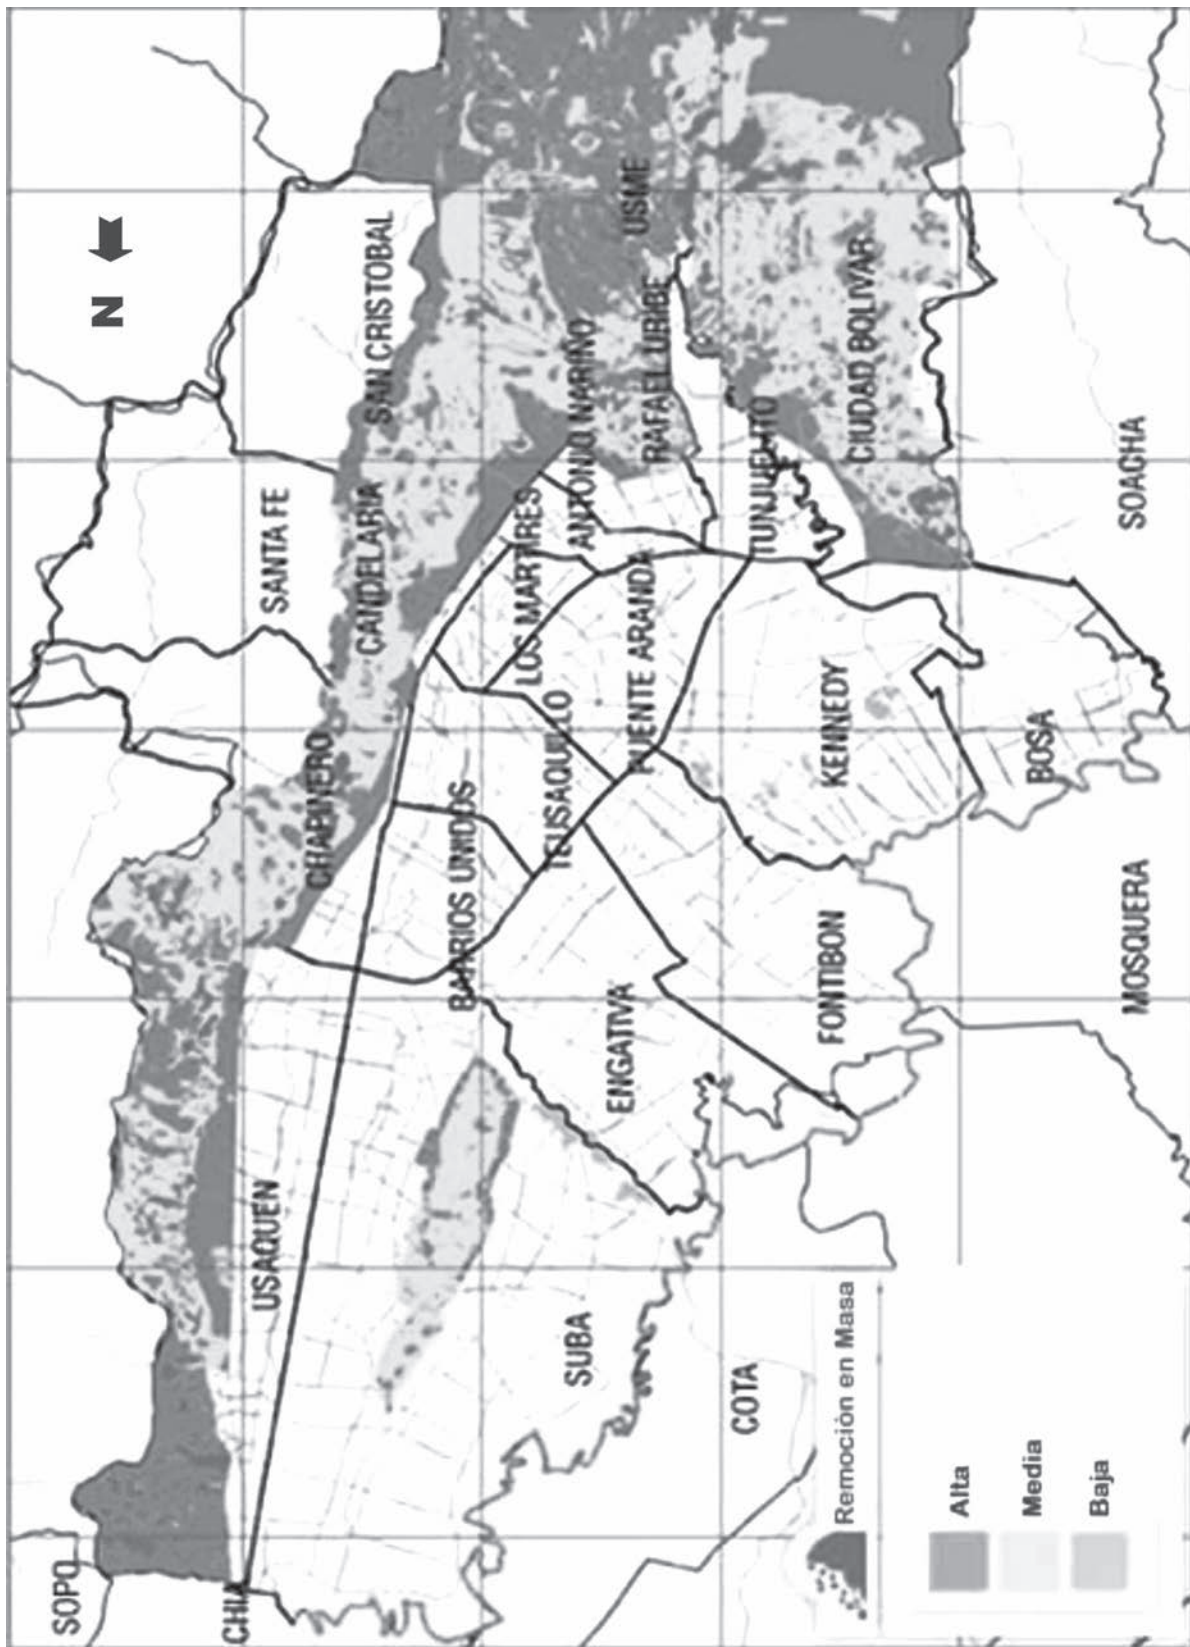 SOPO
CHIA
USAQUEN
SUBA
COTA
CHAPINERO
SANTA FE
CANDELARIA
SAN CRISTOBAL
N
BARRIOS UNIDOS
TEUSAQUILLO
LOS MARTIRES
ANTONIO NARIÑO
RAFAEL URIBE
USME
PUENTE ARANDA
TUNJUELITO
CIUDAD BOLIVAR
ENGATIVA
FONTIBON
KENNEDY
BOSA
MOSQUERA
SOACHA
Remoción en Masa
Alta
Media
Baja